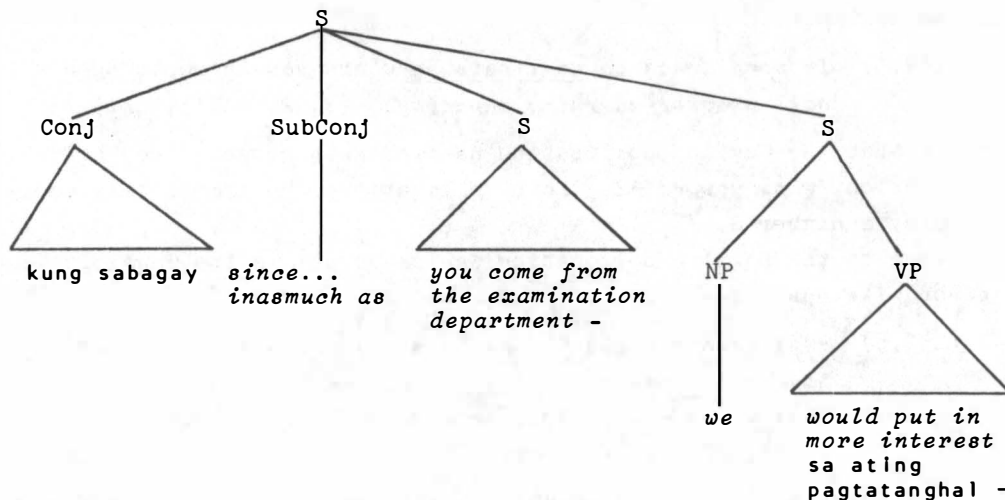 S
Conj SubConj S S
kung sabagay since... you come from NP VP
inasmuch as the examination
department -
we would put in
more interest
sa ating
pagtatanghal -